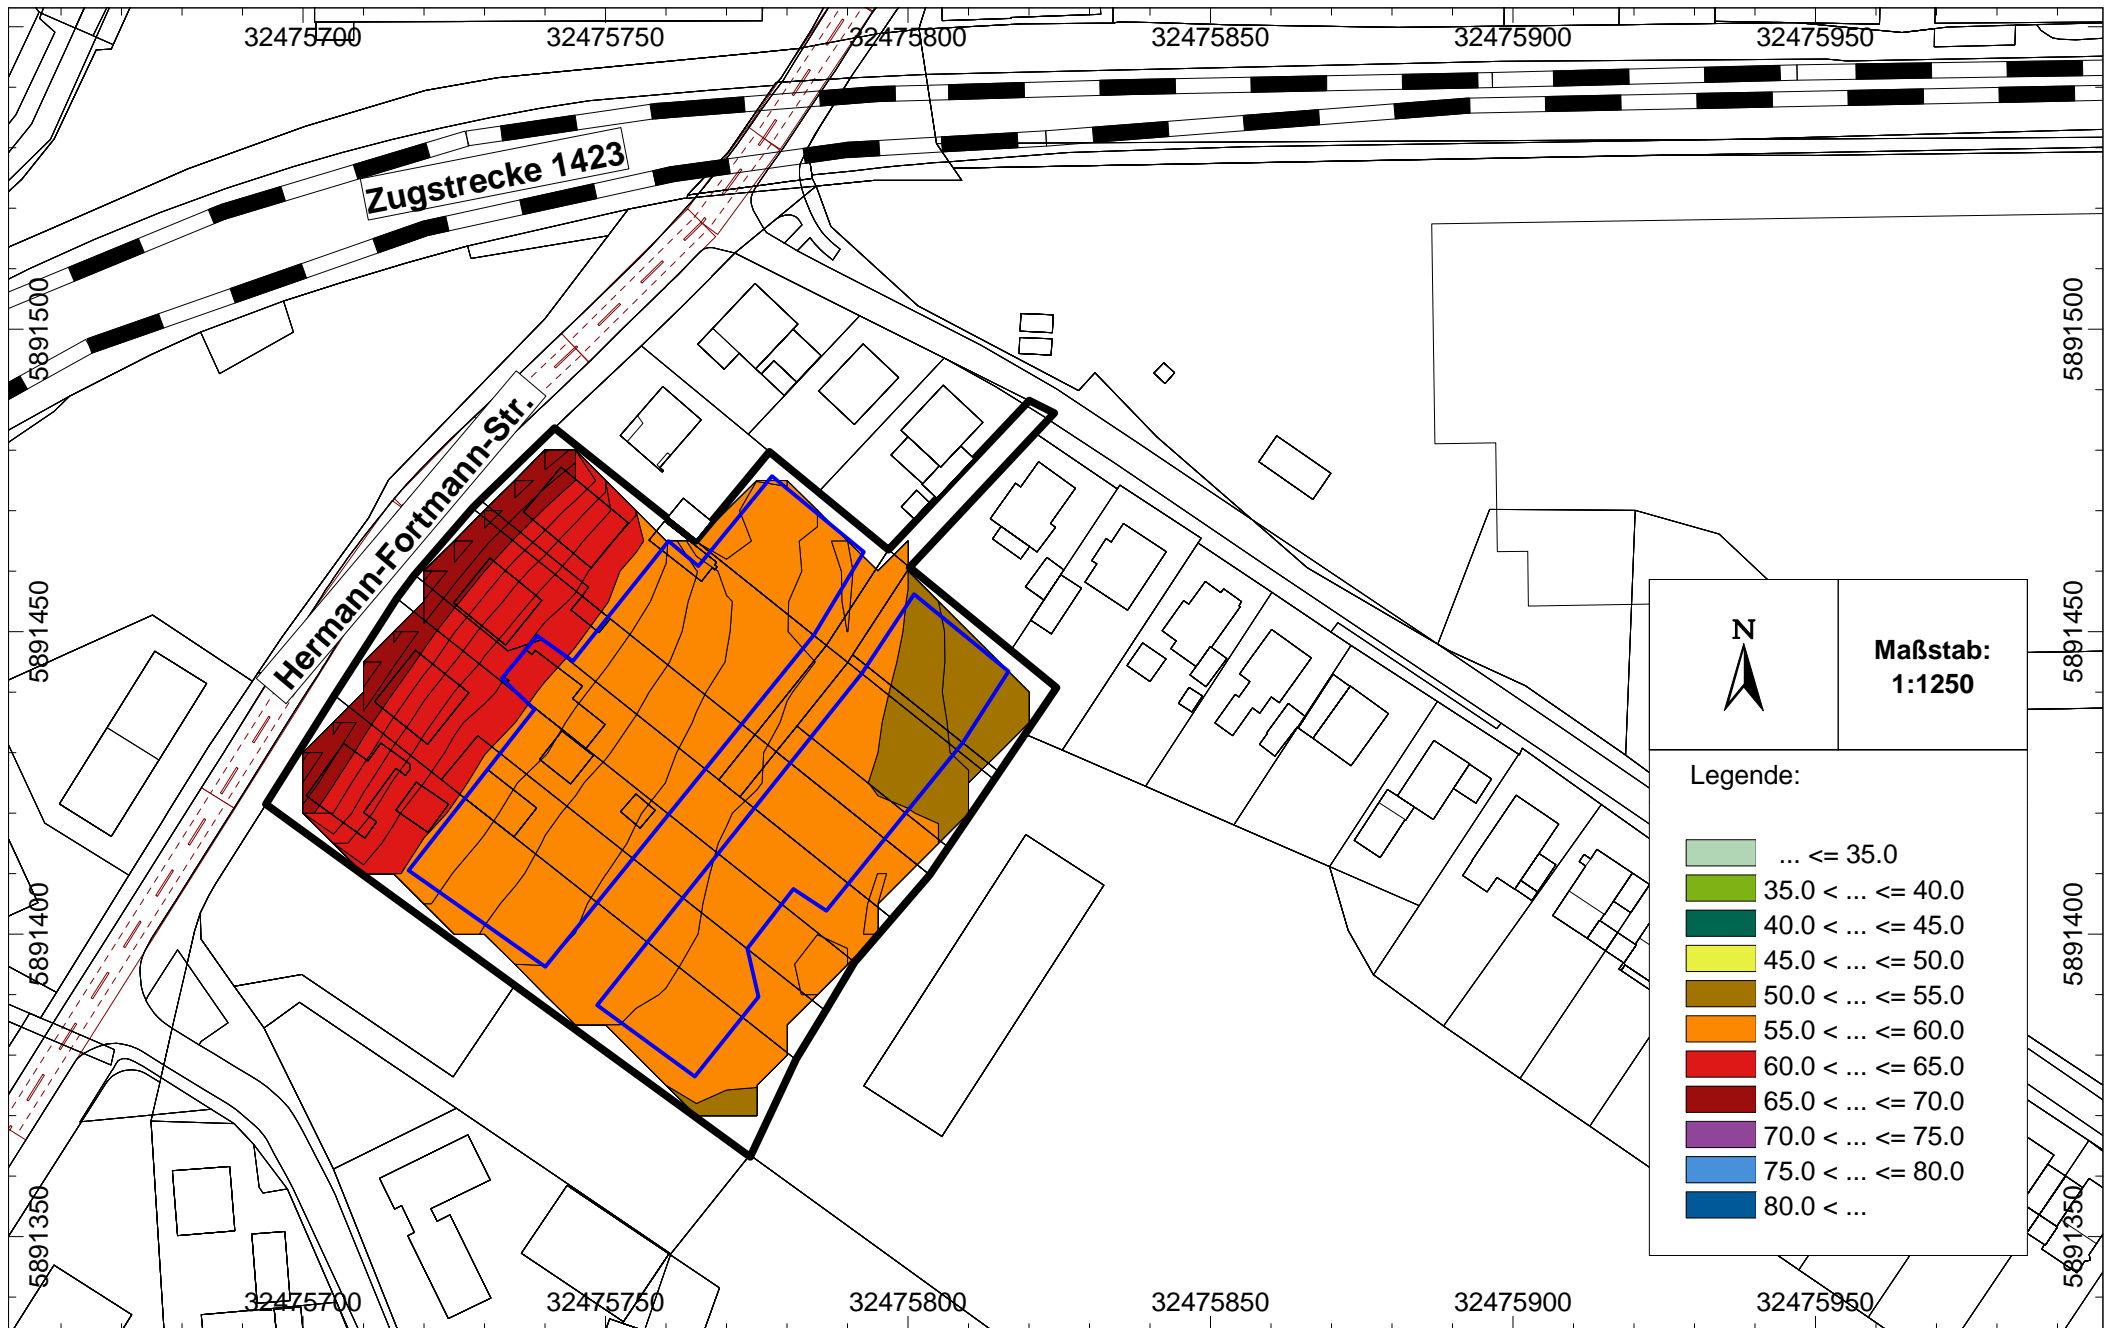 32475700 32475750 32475800 32475850 32475900 32475950
Zugstrecke 1423
5891500
5891500
Hermann-Fortmann-Str.
5891450
5891450
N
Maßstab:
1:1250
Legende:
... <= 35.0
35.0 < ... <= 40.0
40.0 < ... <= 45.0
45.0 < ... <= 50.0
50.0 < ... <= 55.0
55.0 < ... <= 60.0
60.0 < ... <= 65.0
65.0 < ... <= 70.0
70.0 < ... <= 75.0
75.0 < ... <= 80.0
80.0 < ...
5891400
5891400
5891350
5891350
32475700 32475750 32475800 32475850 32475900 32475950